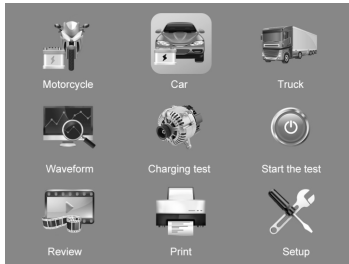 Motorcycle
Car
Truck
Waveform
Charging test
Start the test
Review
Print
Setup